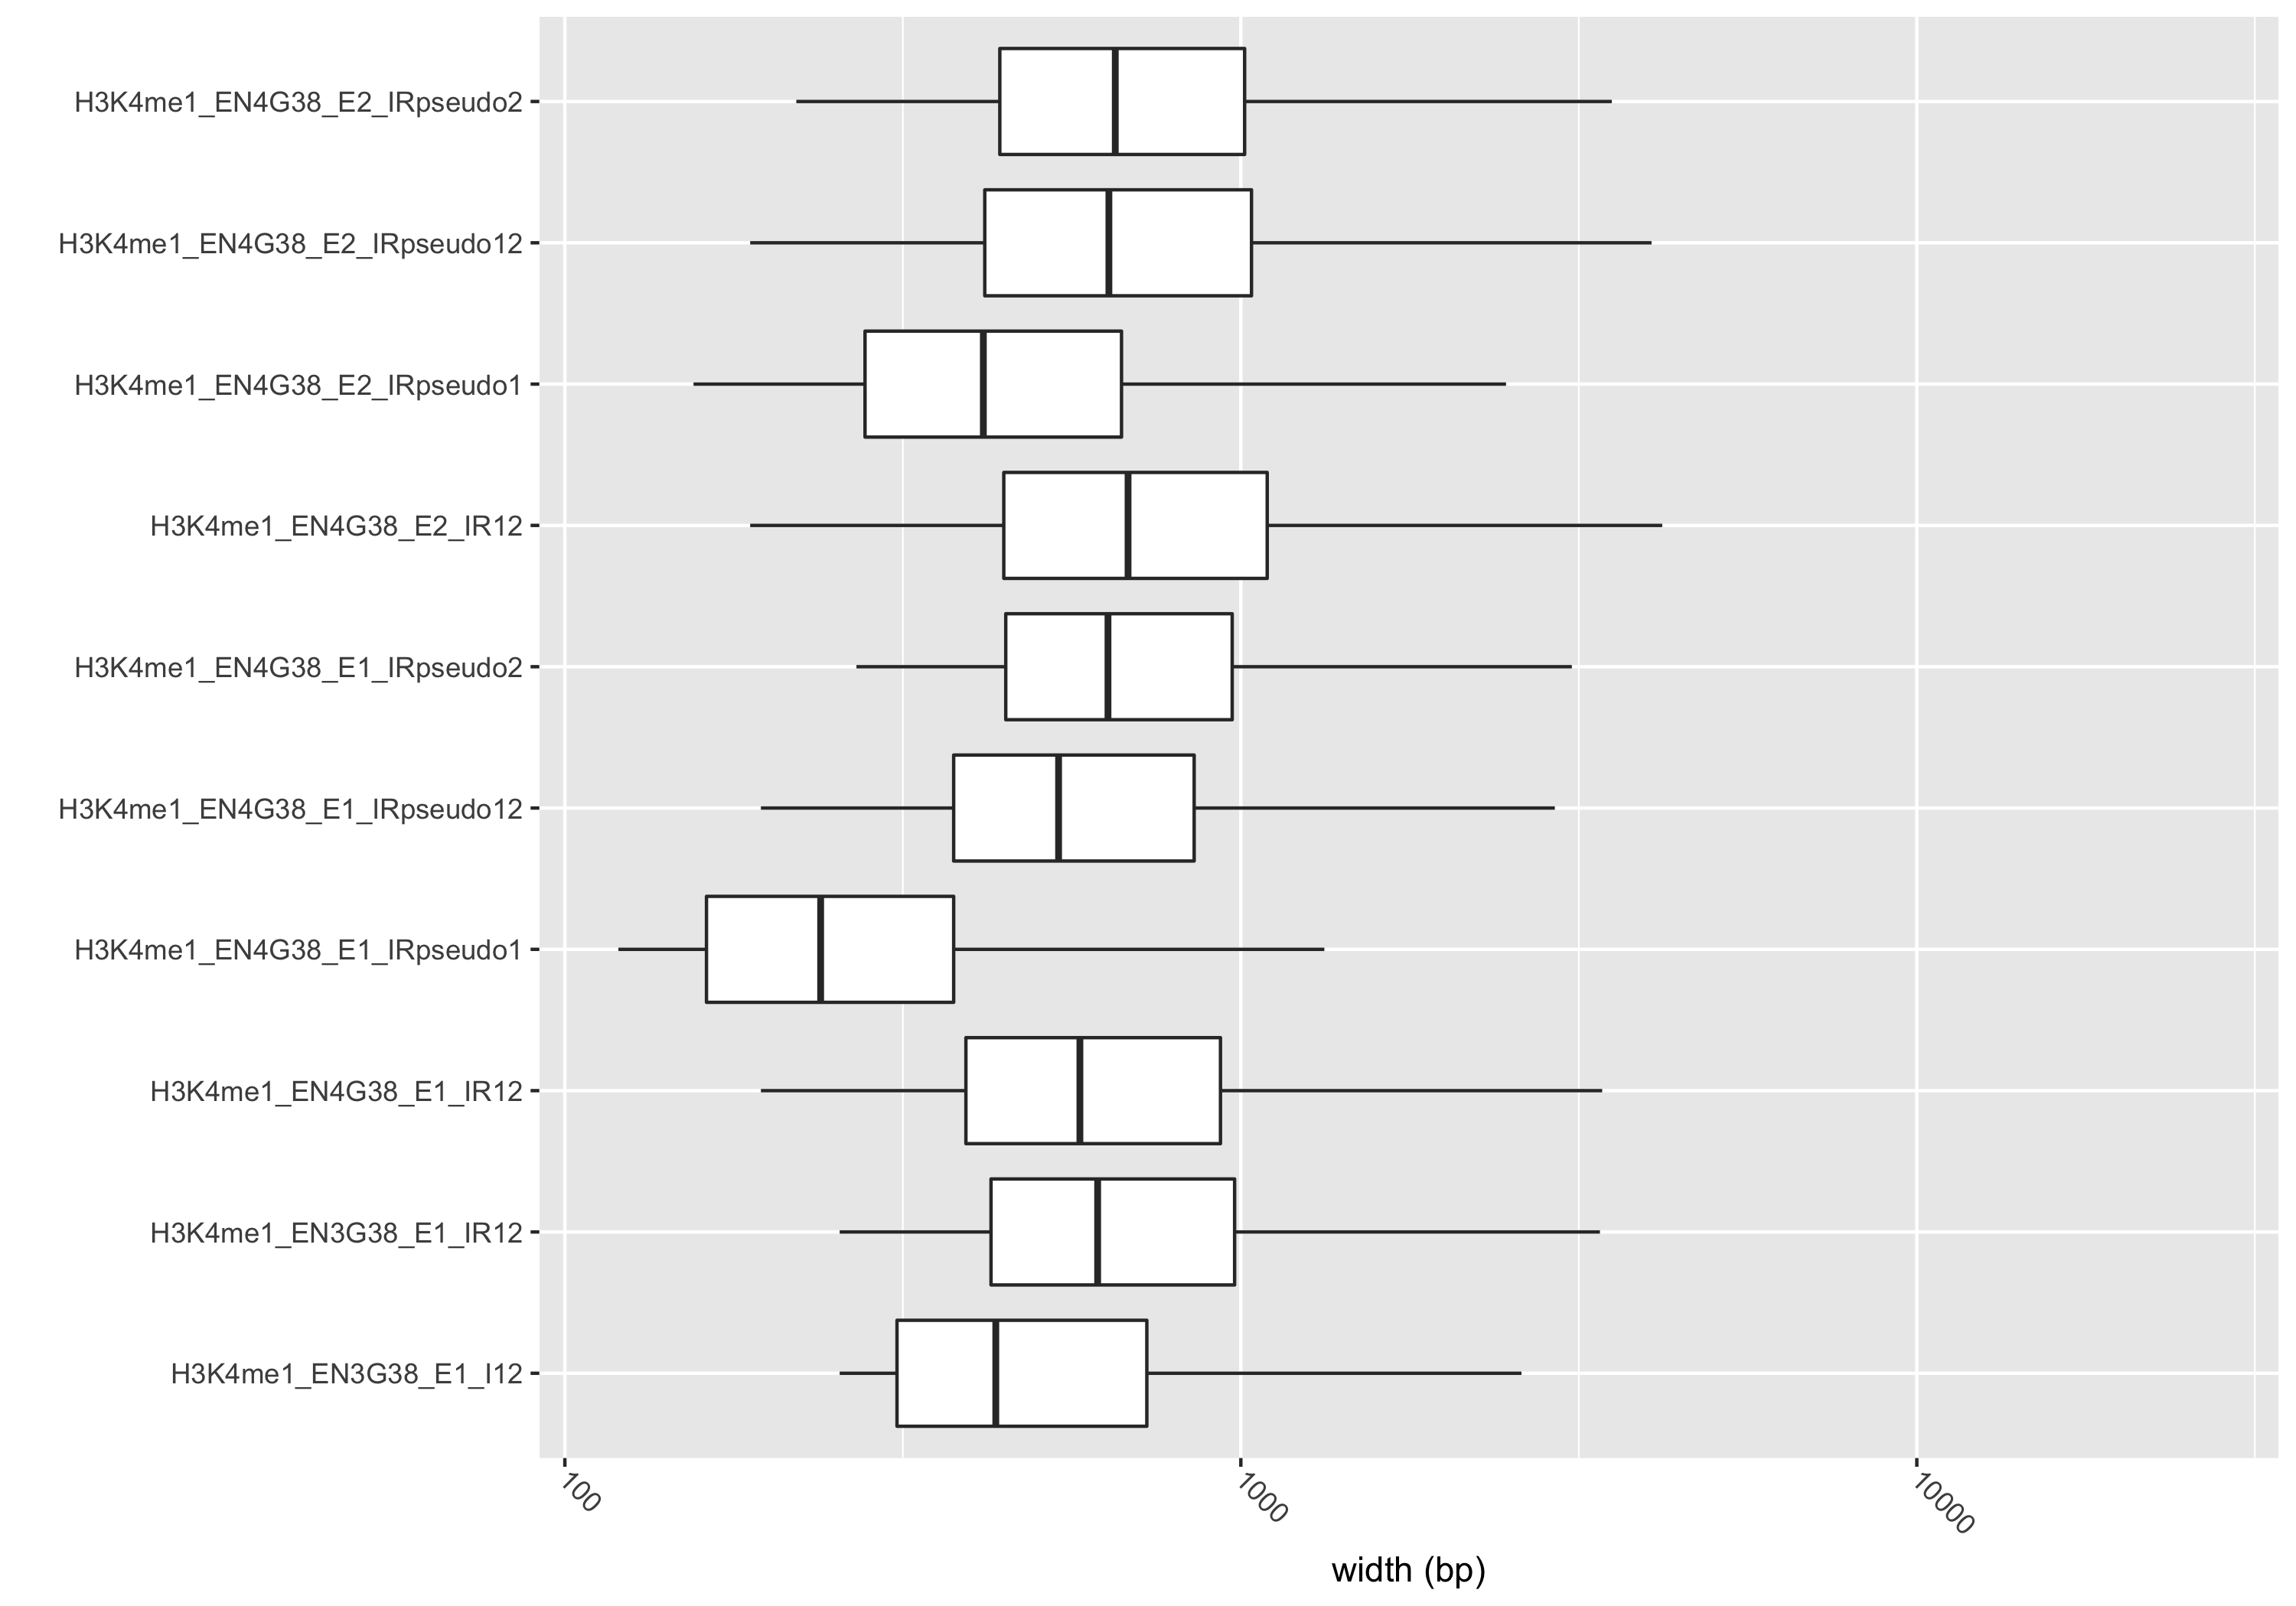 H3K4me1_EN4G38_E2_IRpseudo2
H3K4me1_EN4G38_E2_IRpseudo12
H3K4me1_EN4G38_E2_IRpseudo1
H3K4me1_EN4G38_E2_IR12
H3K4me1_EN4G38_E1_IRpseudo2
H3K4me1_EN4G38_E1_IRpseudo12
H3K4me1_EN4G38_E1_IRpseudo1
H3K4me1_EN4G38_E1_IR12
H3K4me1_EN3G38_E1_IR12
H3K4me1_EN3G38_E1_I12
100
1000
10000
width (bp)